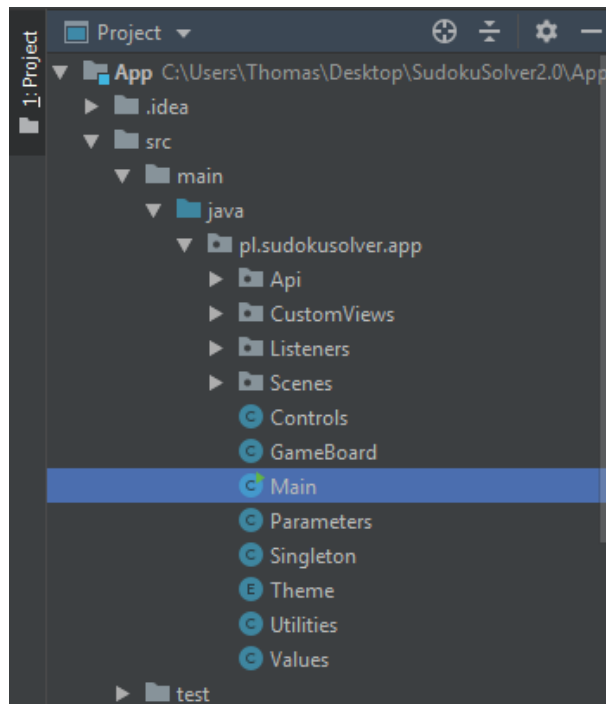 1: Project
Project
App C:\Users\Thomas\Desktop\SudokuSolver2.0\App
.idea
src
main
java
pl.sudokusolver.app
Api
CustomViews
Listeners
Scenes
C Controls
C GameBoard
C Main
C Parameters
C Singleton
E Theme
C Utilities
C Values
test